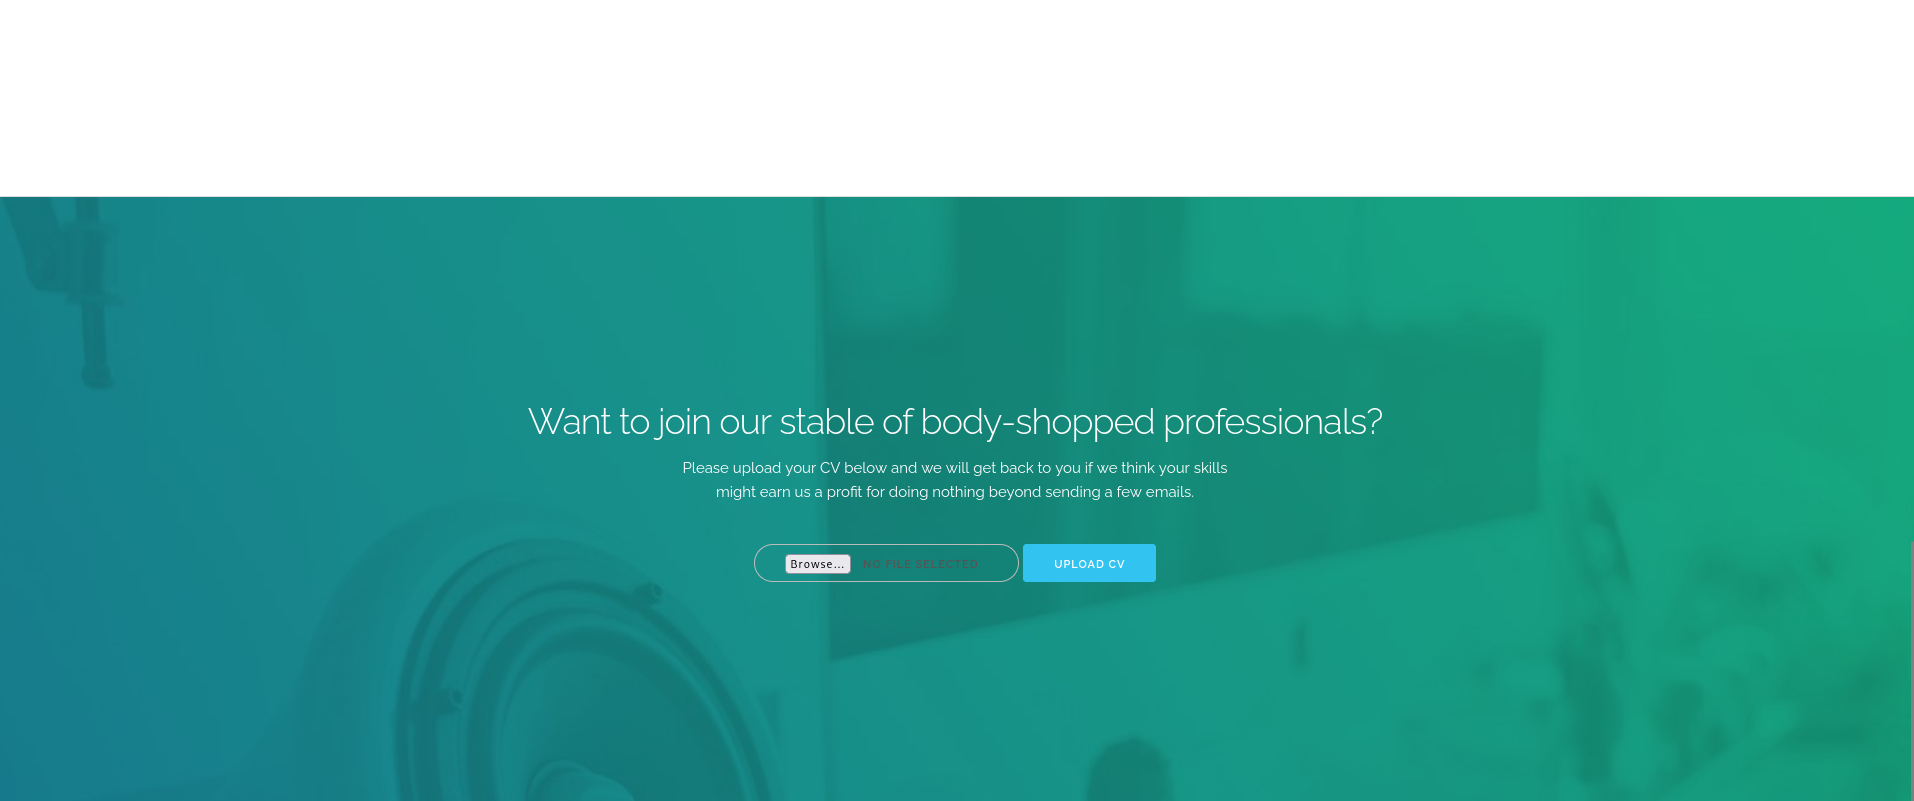 Want to join our stable of body-shopped professionals?
Please upload your CV below and we will get back to you if we think your skills
might earn us a profit for doing nothing beyond sending a few emails.
Browse... NO FILE SELECTED. UPLOAD CV